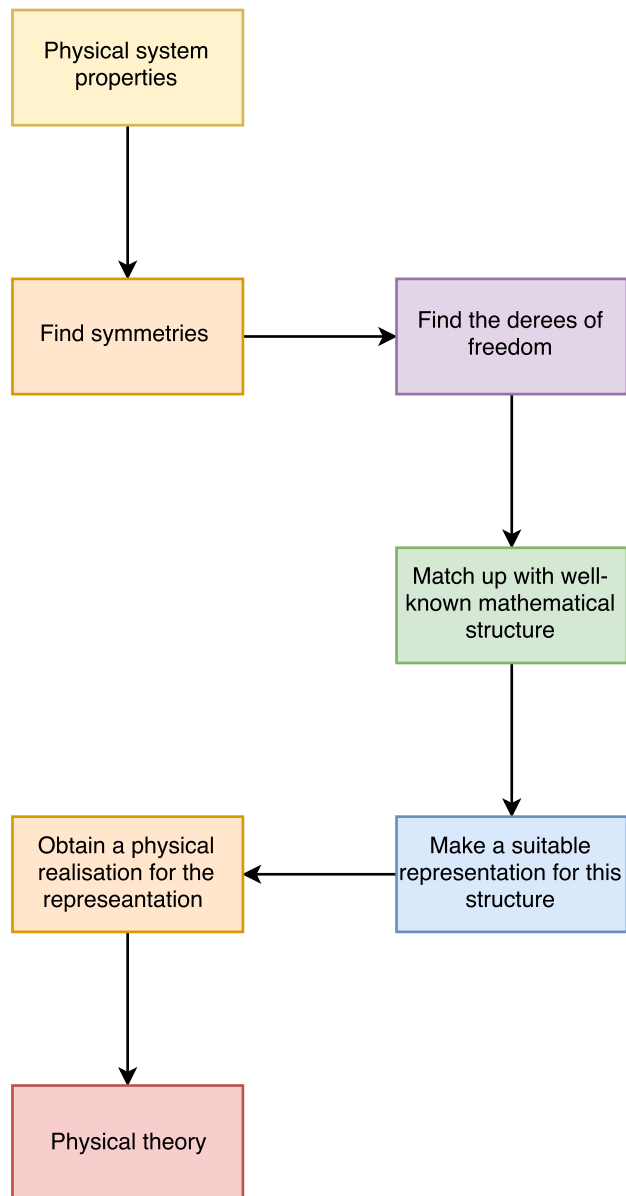 Physical system
properties
Find symmetries
Find the derees of
freedom
Match up with well-
known mathematical
structure
Make a suitable
representation for this
structure
Obtain a physical
realisation for the
represeantation
Physical theory